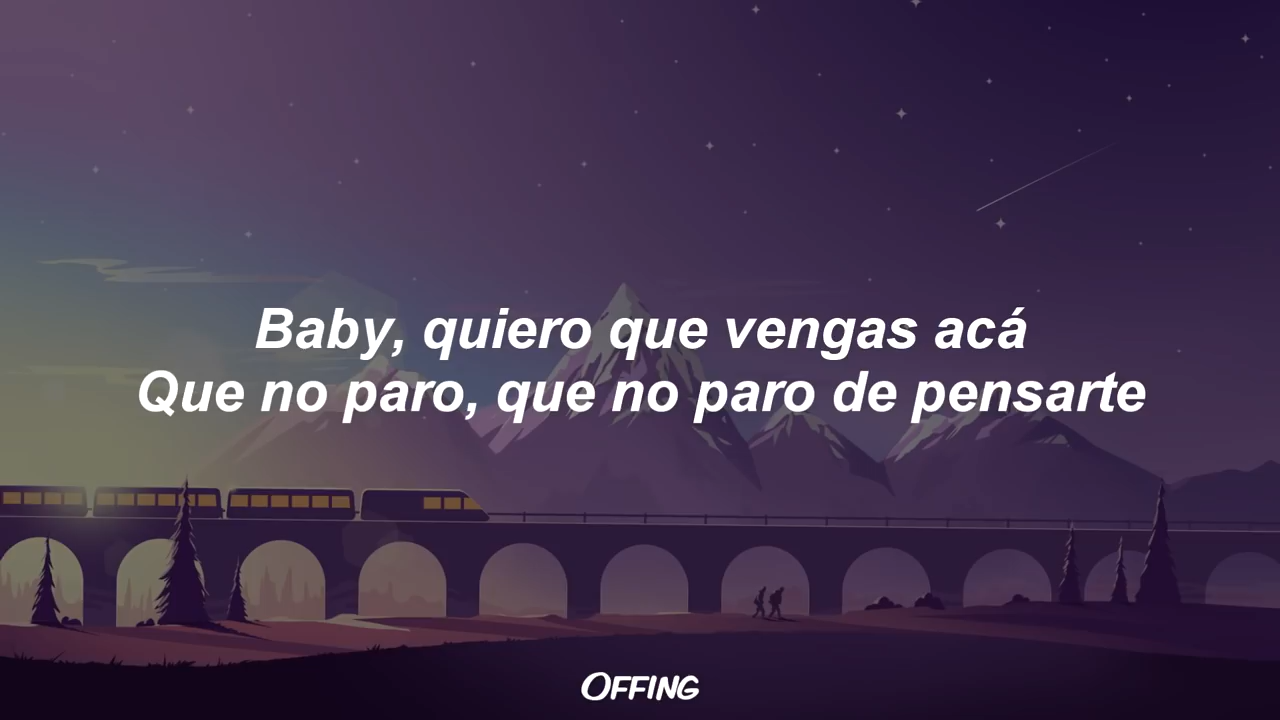 Baby, quiero que vengas acá
Que no paro, que no paro de pensarte
OFFING